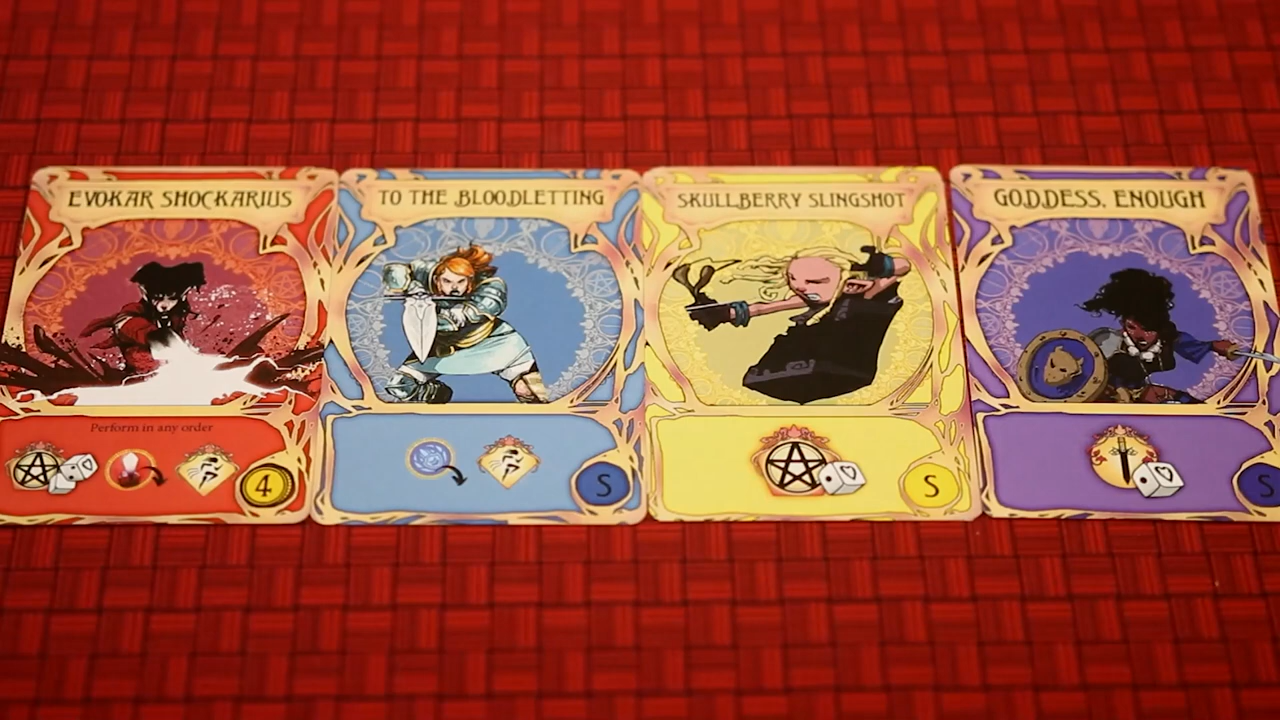 EVOKAR SHOCKARIUS
TO THE BLOODLETTING
SKULLBERRY SLINGSHOT
GODDESS, ENOUGH
Perform in any order
4
S
S
S